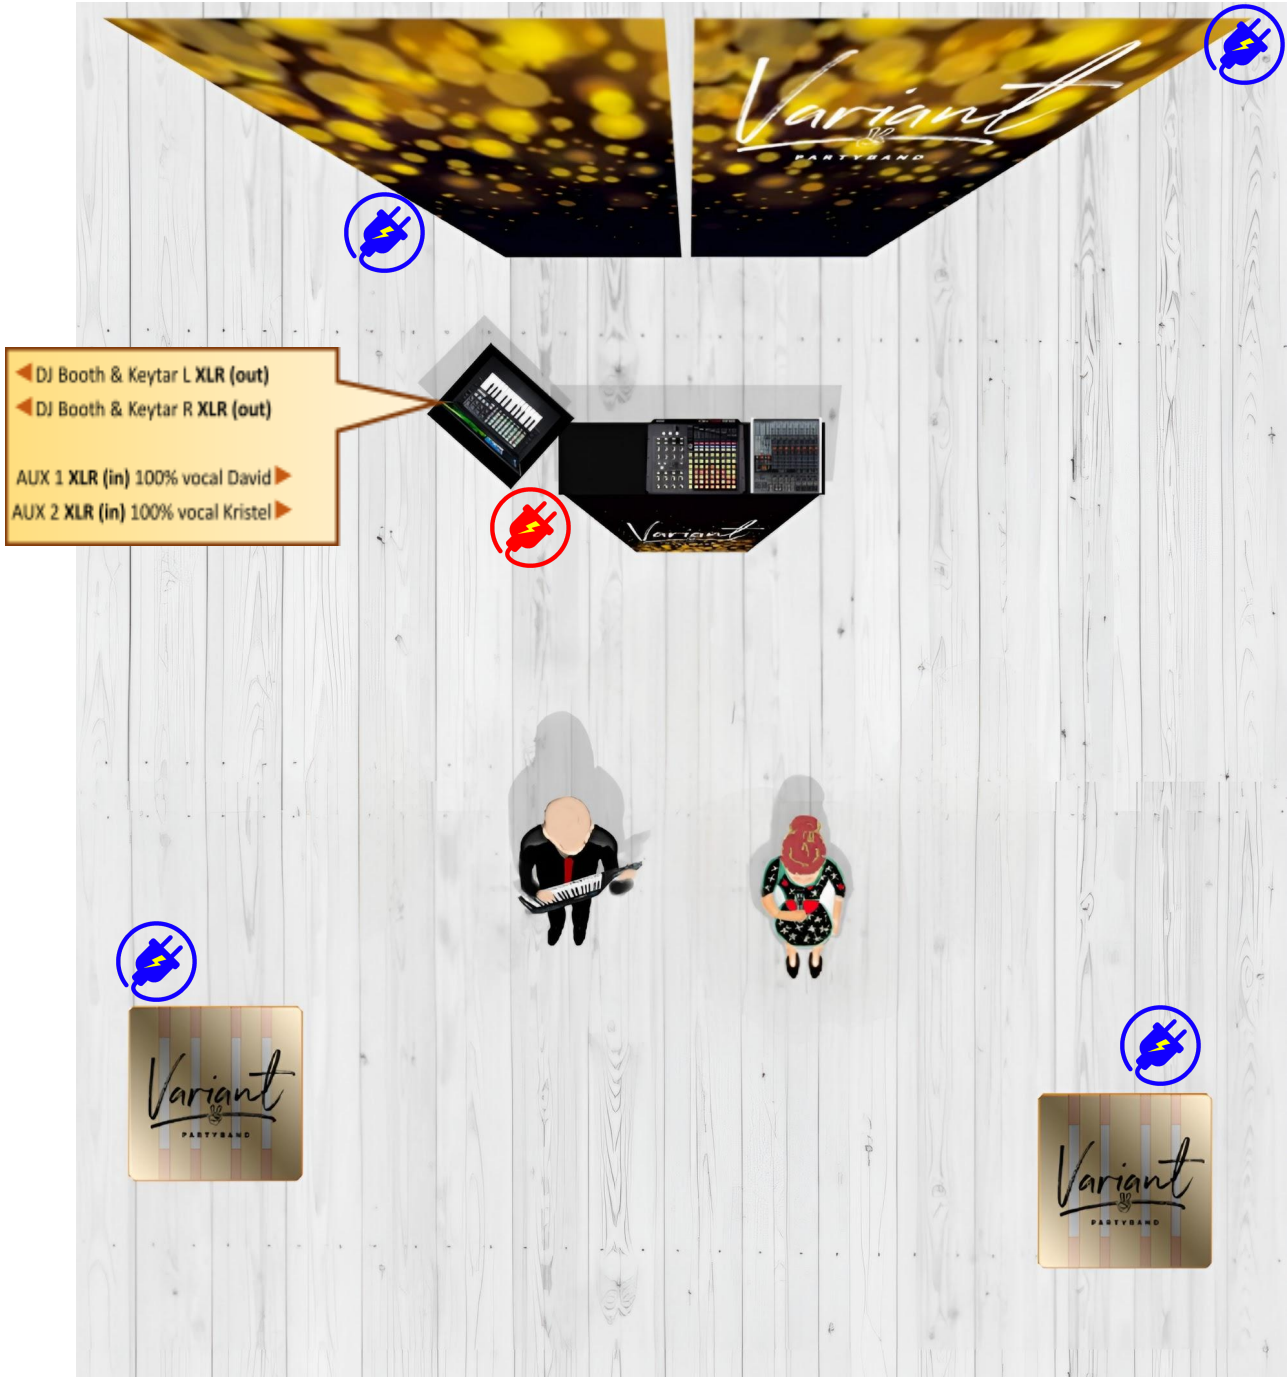 Variant
PARTYBAND
DJ Booth & Keytar L XLR (out)
DJ Booth & Keytar R XLR (out)
AUX 1 XLR (in) 100% vocal David
AUX 2 XLR (in) 100% vocal Kristel
Variant
Variant
PARTYBAND
Variant
PARTYBAND